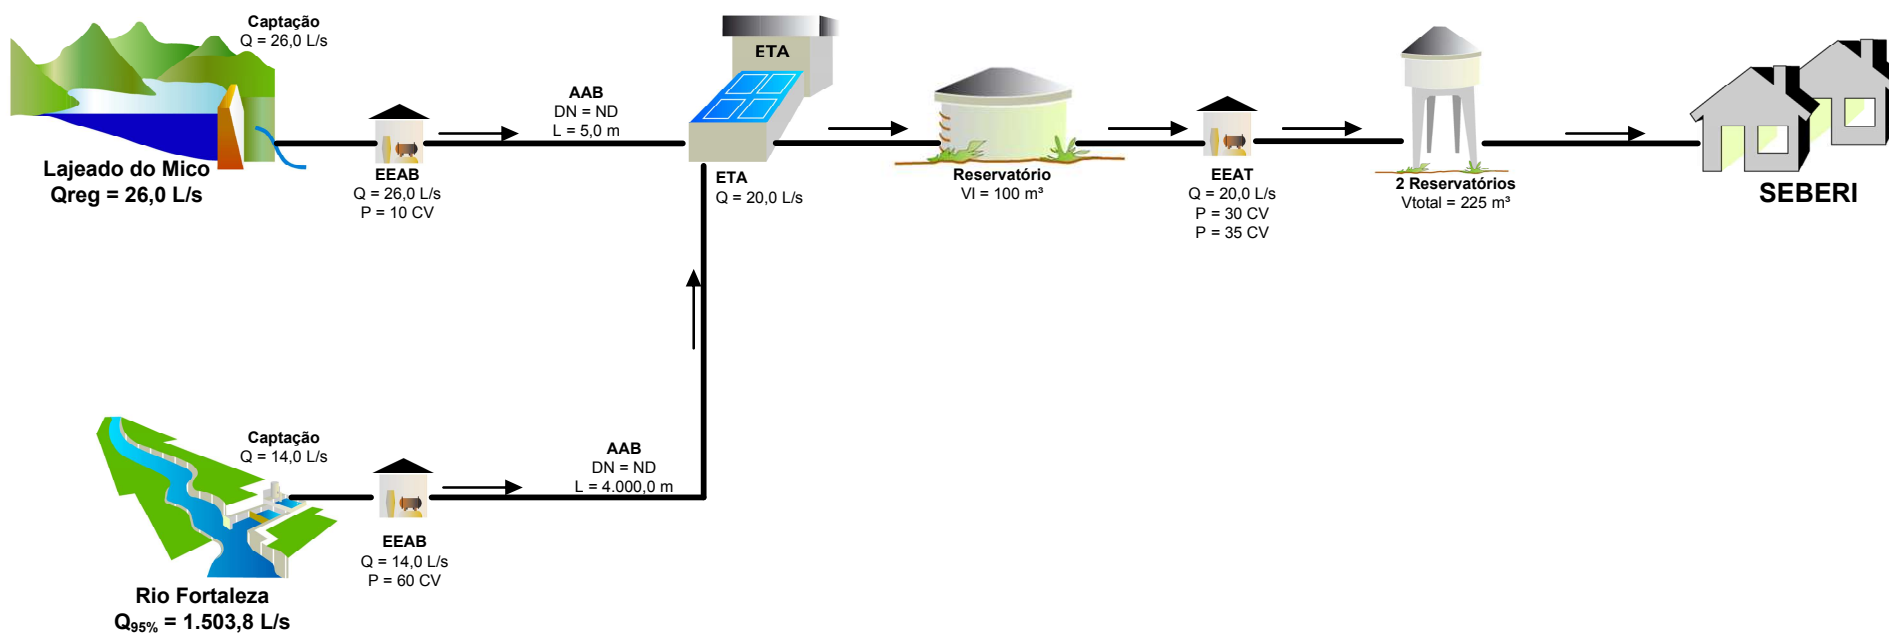 Captação
Q = 26,0 L/s
Lajeado do Mico
Qreg = 26,0 L/s
EEAB
Q = 26,0 L/s
P = 10 CV
AAB
DN = ND
L = 5,0 m
ETA
ETA
Q = 20,0 L/s
Reservatório
Vl = 100 m³
EEAT
Q = 20,0 L/s
P = 30 CV
P = 35 CV
2 Reservatórios
Vtotal = 225 m³
SEBERI
Captação
Q = 14,0 L/s
Rio Fortaleza
Q95% = 1.503,8 L/s
EEAB
Q = 14,0 L/s
P = 60 CV
AAB
DN = ND
L = 4.000,0 m